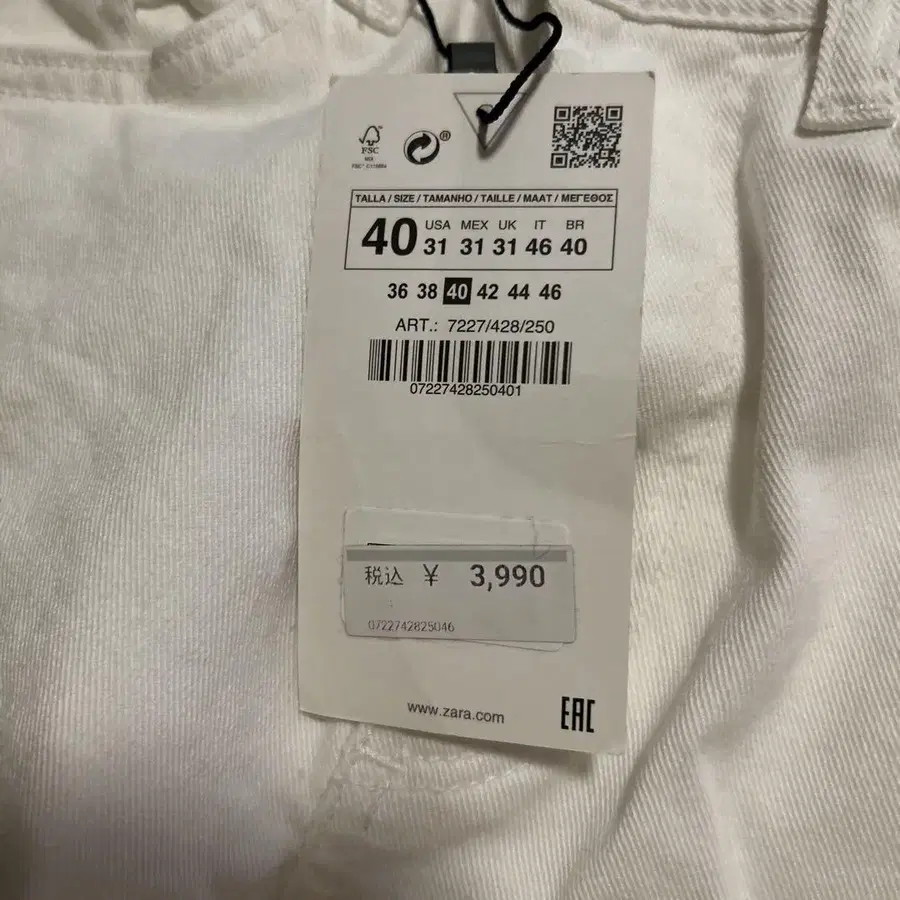 FSC
MIX
®
TALLA / SIZE / TAMANHO / TAILLE / MAAT / ΜΕΓΕΘΟΣ
40 USA MEX UK IT BR
31 31 31 46 40
36 38 40 42 44 46
ART.: 7227/428/250
07227428250401
税込 ¥ 3,990
0722742825046
www.zara.com
EAC